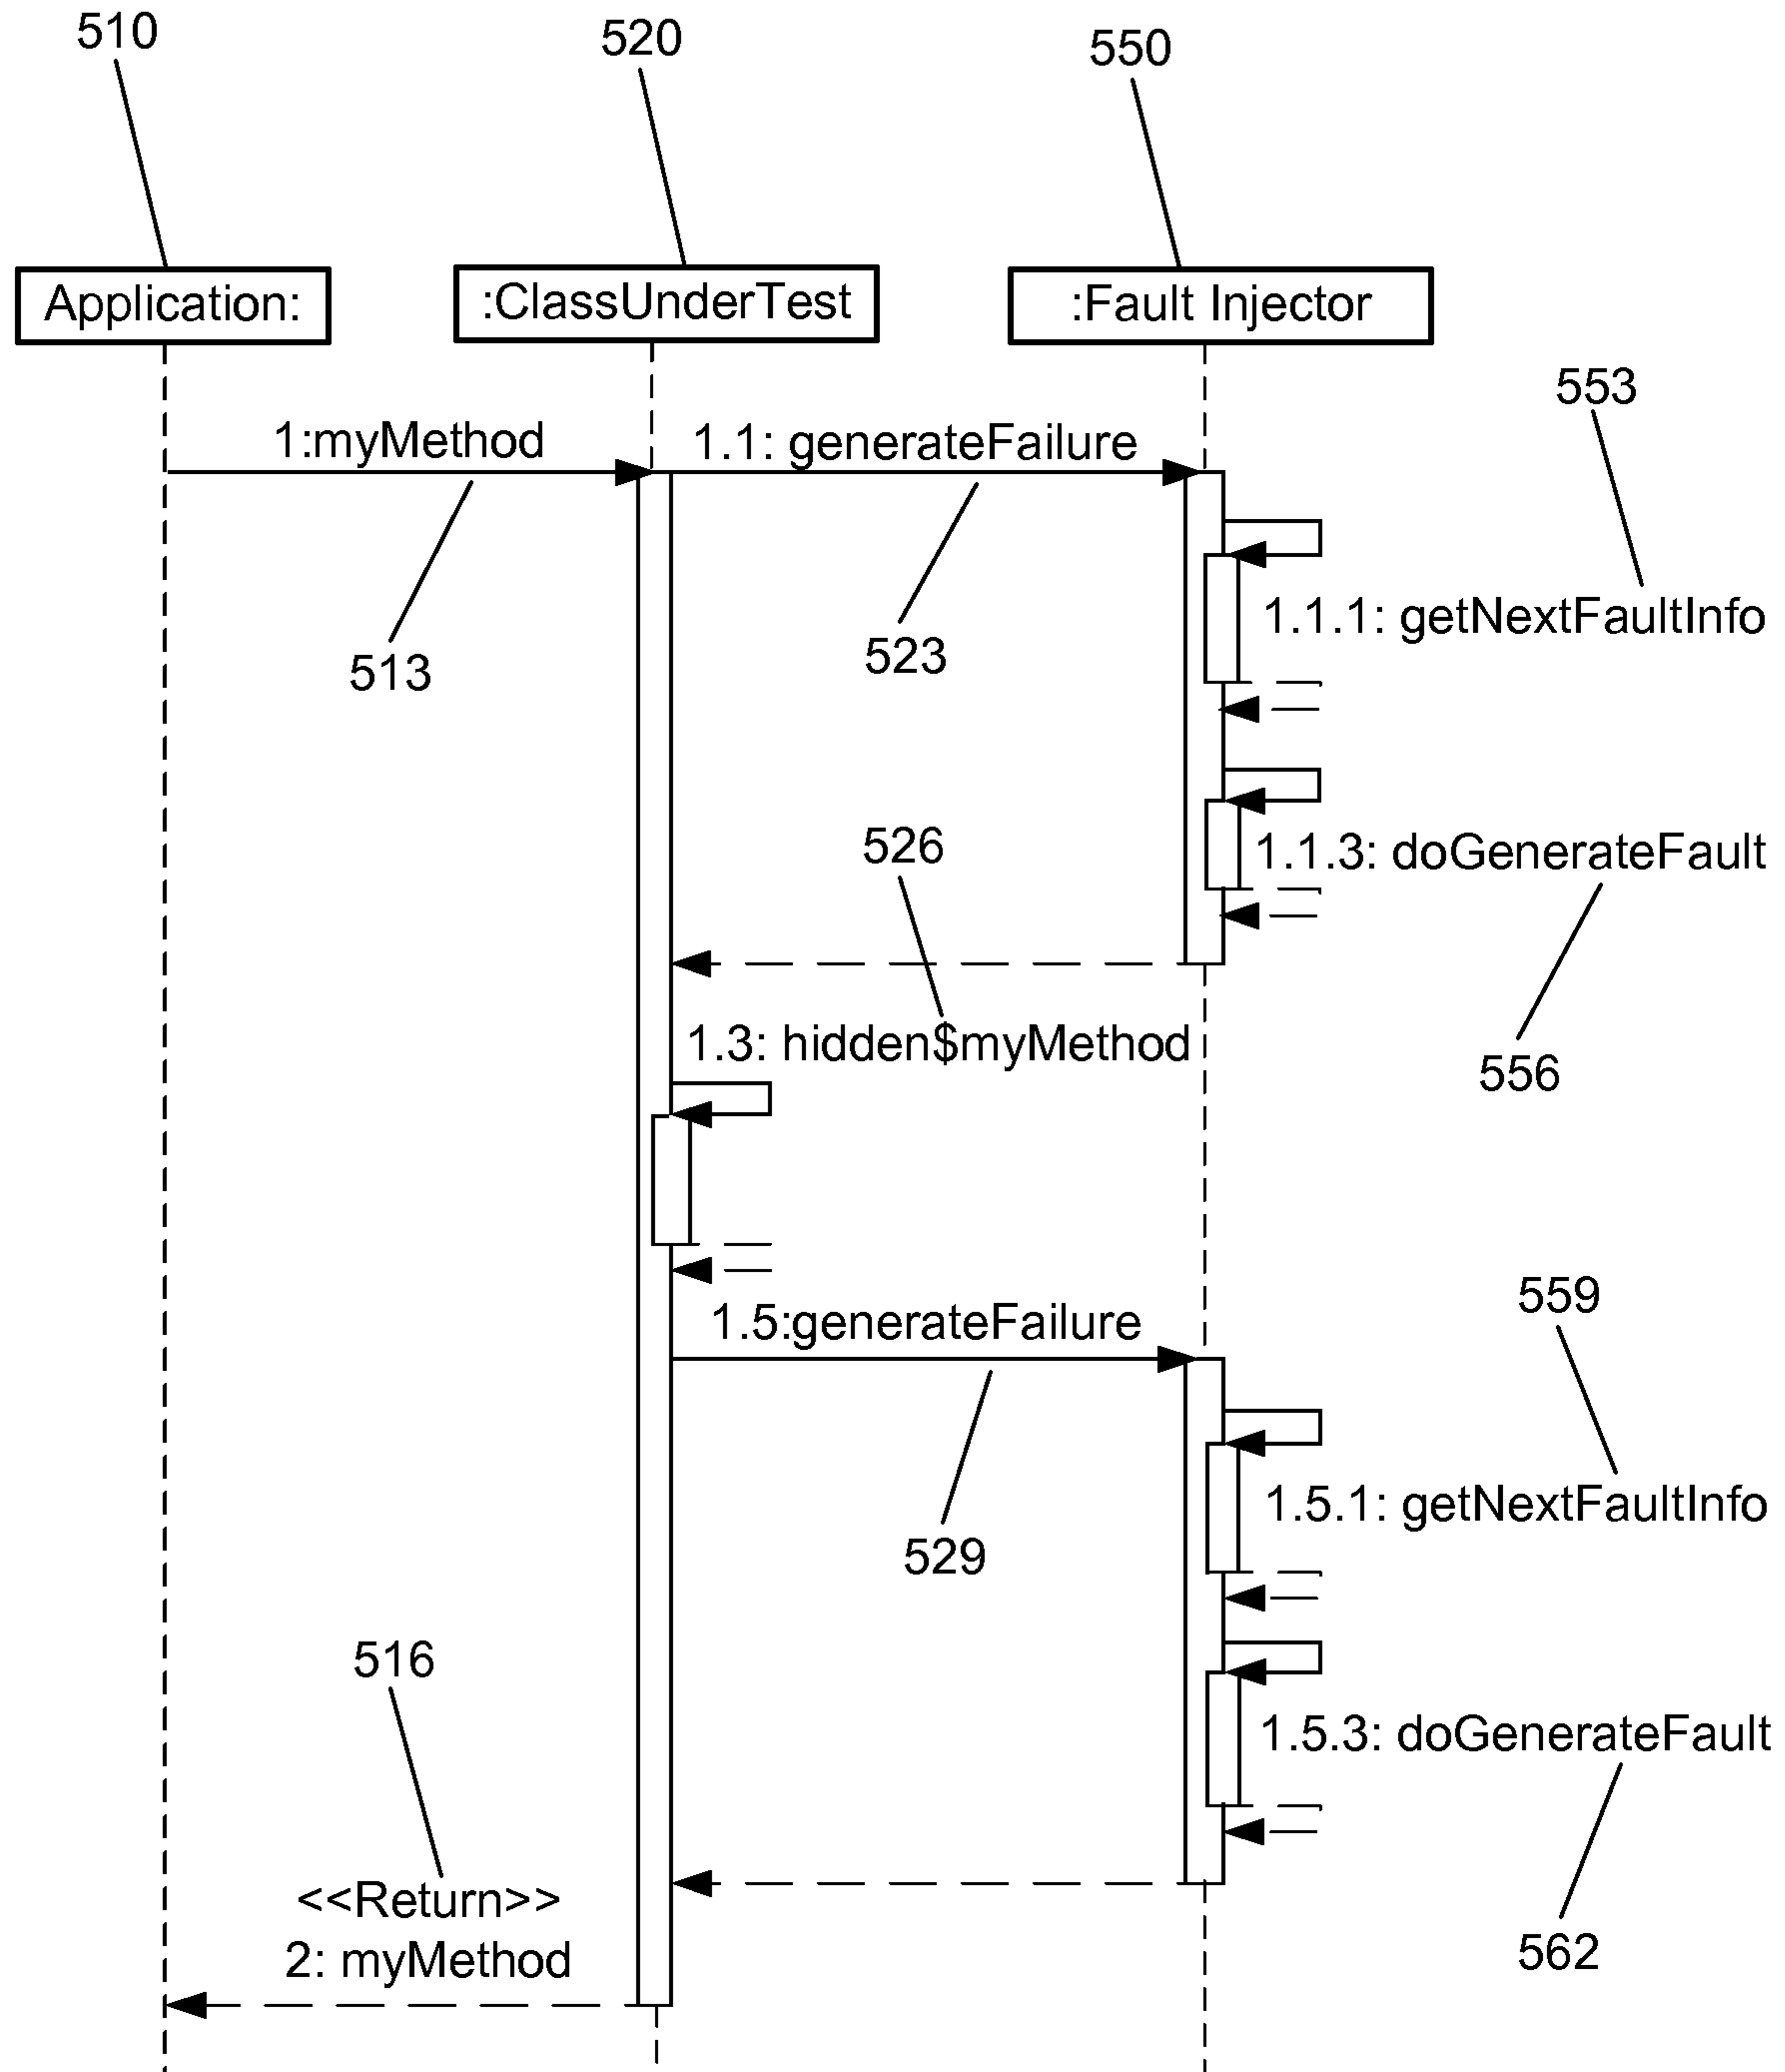 510
520
550
Application:
:ClassUnderTest
:Fault Injector
553
1:myMethod
1.1: generateFailure
1.1.1: getNextFaultInfo
513
523
526
1.1.3: doGenerateFault
1.3: hidden$myMethod
556
559
1.5:generateFailure
1.5.1: getNextFaultInfo
529
516
1.5.3: doGenerateFault
<<Return>>
2: myMethod
562